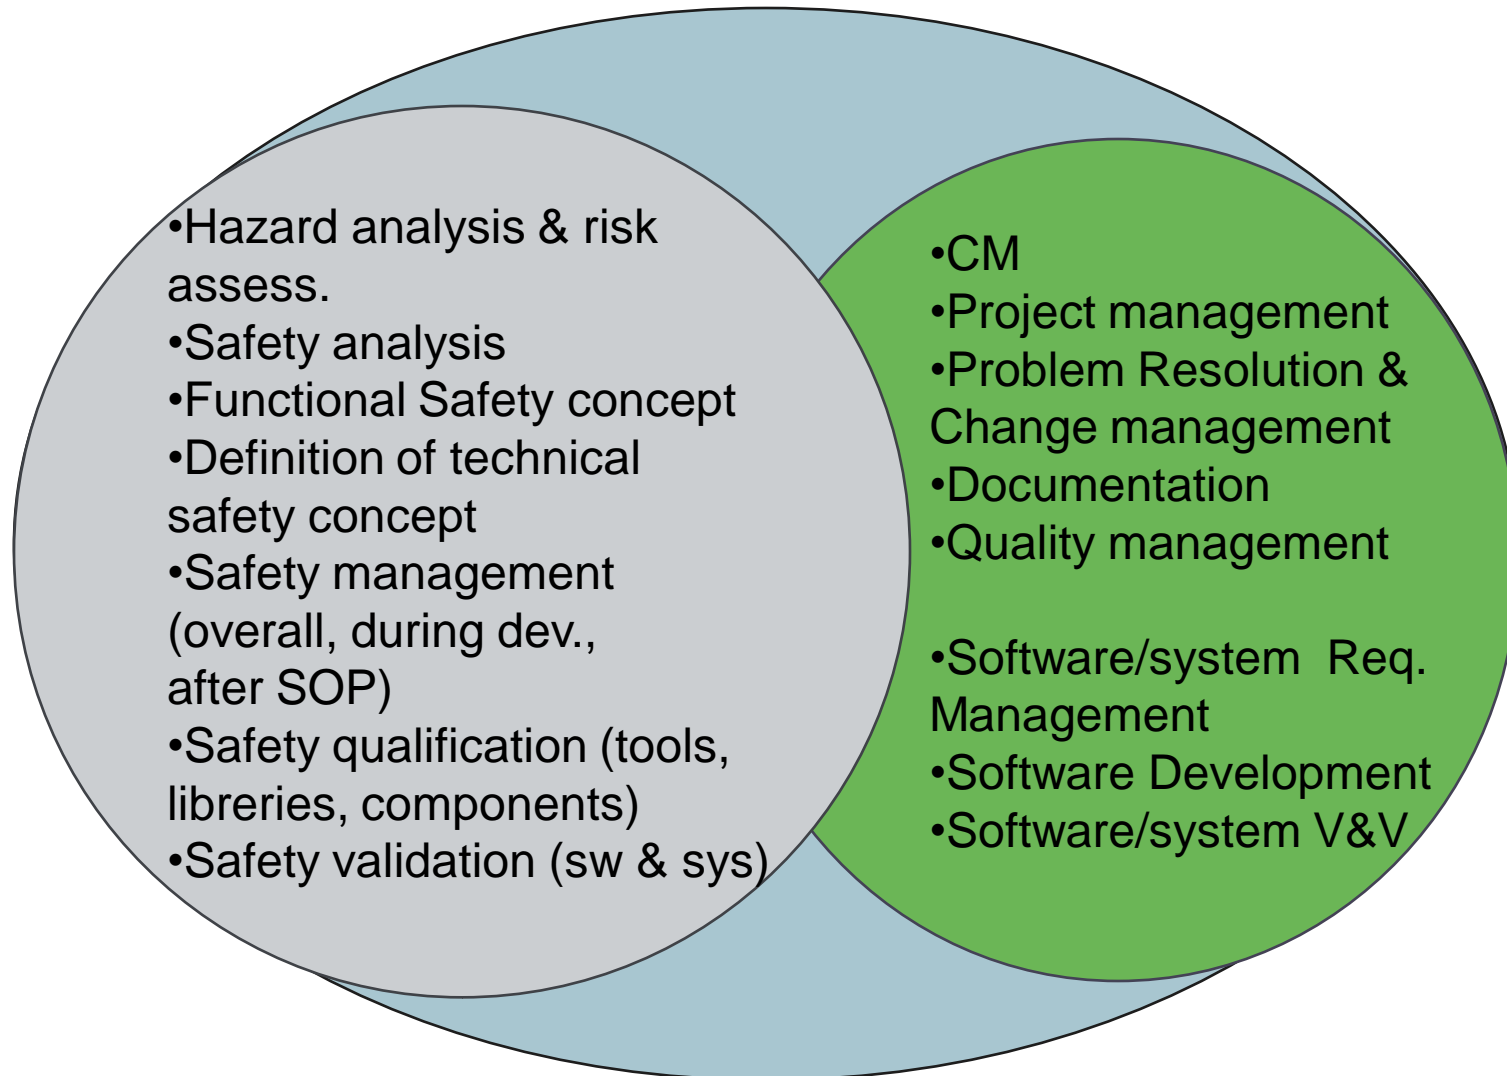 •Hazard analysis & risk
assess.
•Safety analysis
•Functional Safety concept
•Definition of technical
safety concept
•Safety management
(overall, during dev.,
after SOP)
•Safety qualification (tools,
libreries, components)
•Safety validation (sw & sys)
•CM
•Project management
•Problem Resolution &
Change management
•Documentation
•Quality management
•Software/system Req.
Management
•Software Development
•Software/system V&V